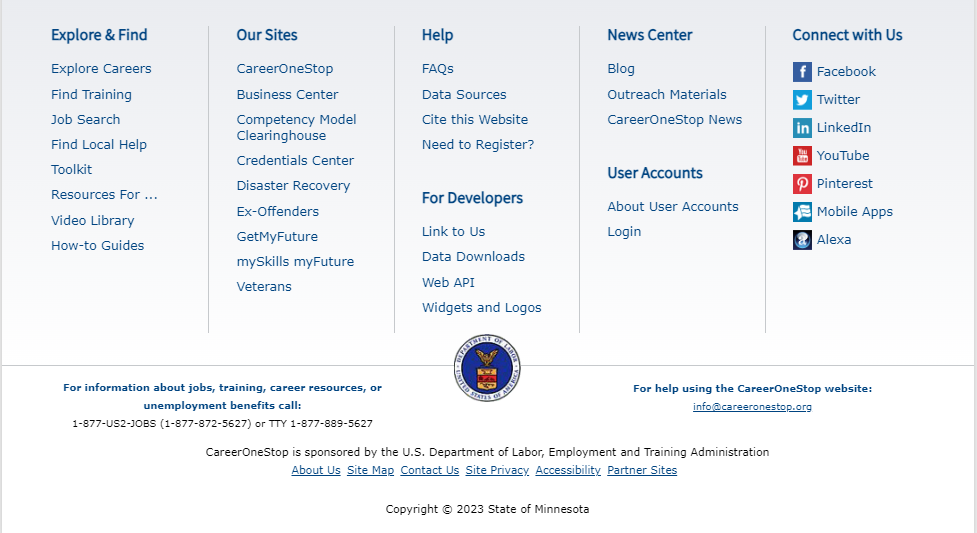 Explore & Find
Explore Careers
Find Training
Job Search
Find Local Help
Toolkit
Resources For ...
Video Library
How-to Guides
Our Sites
CareerOneStop
Business Center
Competency Model
Clearinghouse
Credentials Center
Disaster Recovery
Ex-Offenders
GetMyFuture
mySkills myFuture
Veterans
Help
FAQs
Data Sources
Cite this Website
Need to Register?
For Developers
Link to Us
Data Downloads
Web API
Widgets and Logos
News Center
Blog
Outreach Materials
CareerOneStop News
User Accounts
About User Accounts
Login
Connect with Us
f Facebook
Twitter
in LinkedIn
You Tube YouTube
Pinterest
Mobile Apps
a Alexa
DEPARTMENT OF LABOR
UNITED STATES OF AMERICA
For information about jobs, training, career resources, or
unemployment benefits call:
1-877-US2-JOBS (1-877-872-5627) or TTY 1-877-889-5627
For help using the CareerOneStop website:
info@careeronestop.org
CareerOneStop is sponsored by the U.S. Department of Labor, Employment and Training Administration
About Us Site Map Contact Us Site Privacy Accessibility Partner Sites
Copyright © 2023 State of Minnesota